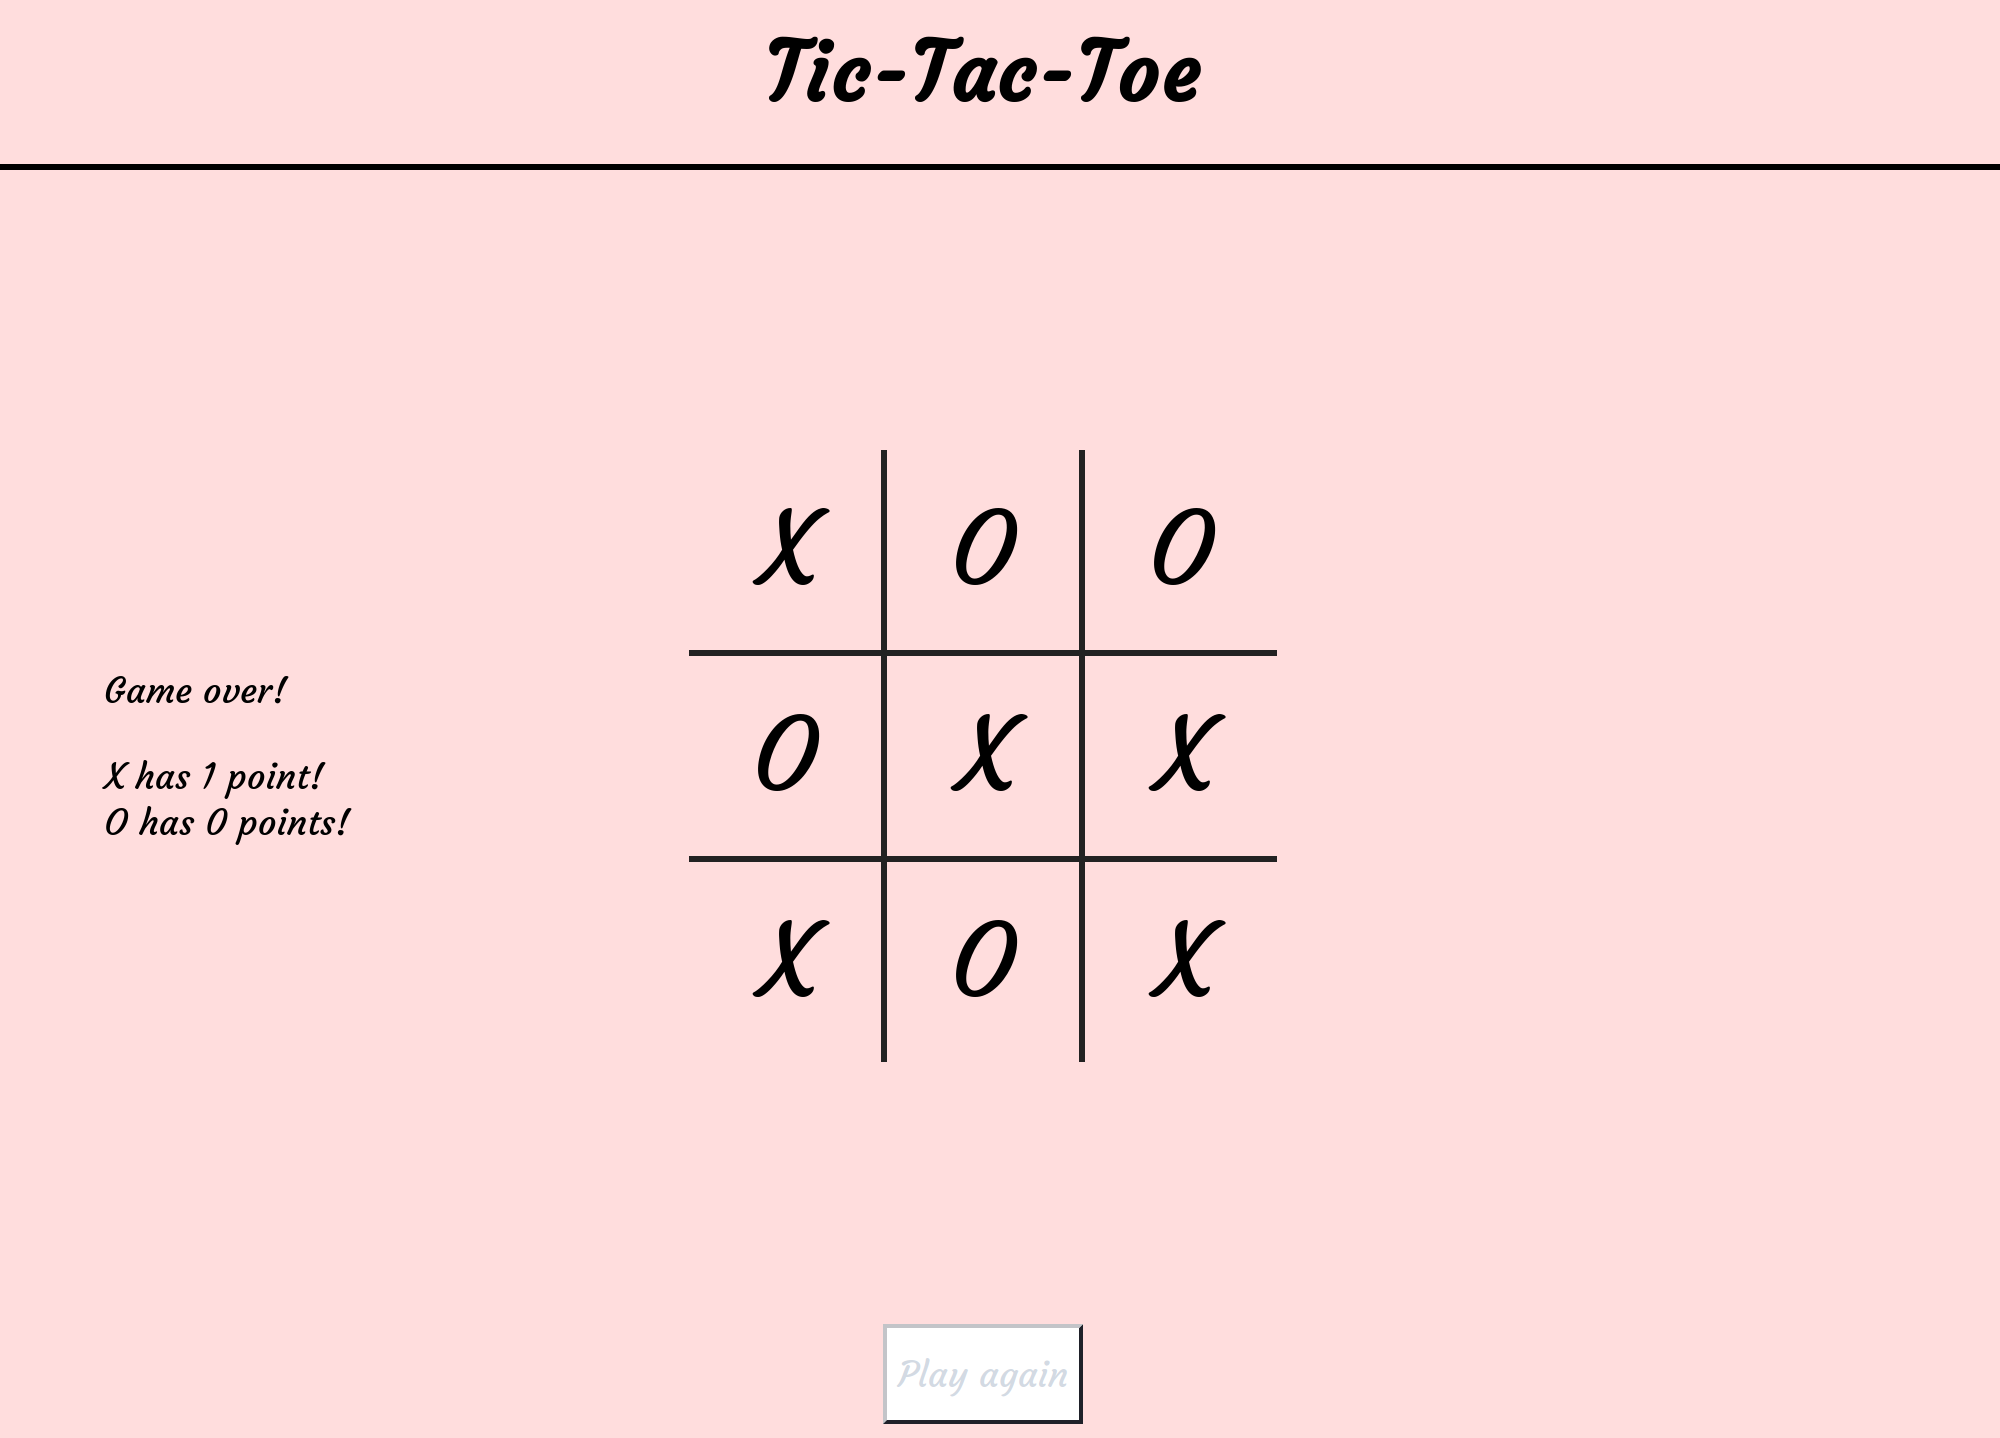 Tic-Tac-Toe
X O O
Game over!
O X X
X has 1 point!
O has 0 points!
X O X
Play again